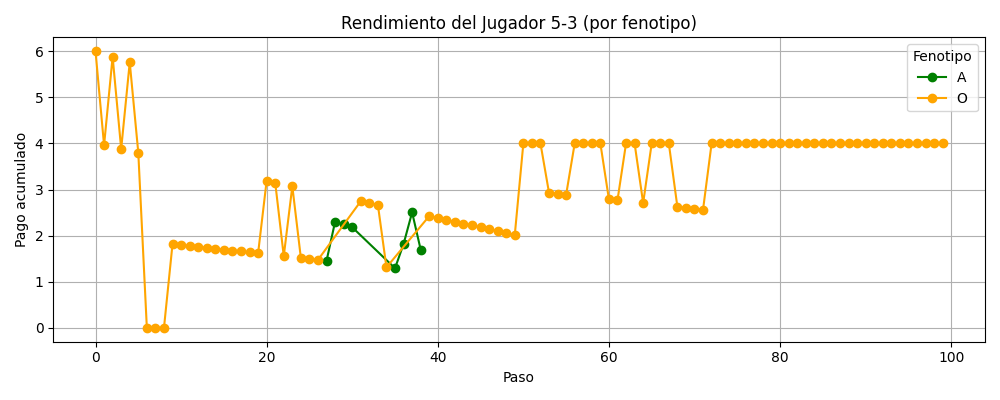 Rendimiento del Jugador 5-3 (por fenotipo)
Pago acumulado
6
5
4
3
2
1
0
Fenotipo
A
O
0 20 40 60 80 100
Paso